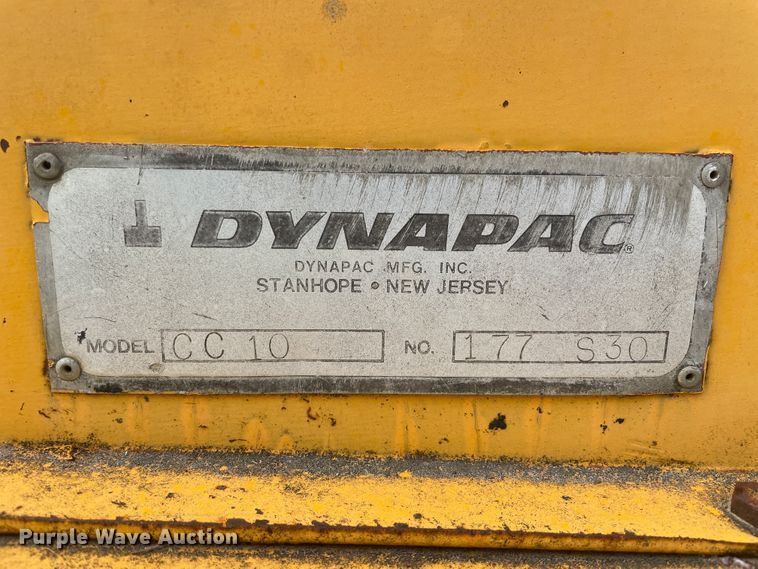 DYNAPAC®
DYNAPAC MFG. INC.
STANHOPE • NEW JERSEY
MODEL CC 10 NO. 177 S30
Purple Wave Auction